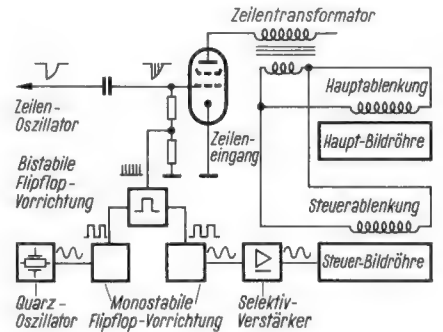 Zeilentransformator
Zeilen-
Oszillator
Zeilen-
eingang
Hauptablenkung
Haupt-Bildröhre
Bistabile
Flipflop-
Vorrichtung
Steuerablenkung
Steuer-Bildröhre
Quarz-
Oszillator
Monostabile
Flipflop-Vorrichtung
Selektiv-
Verstärker